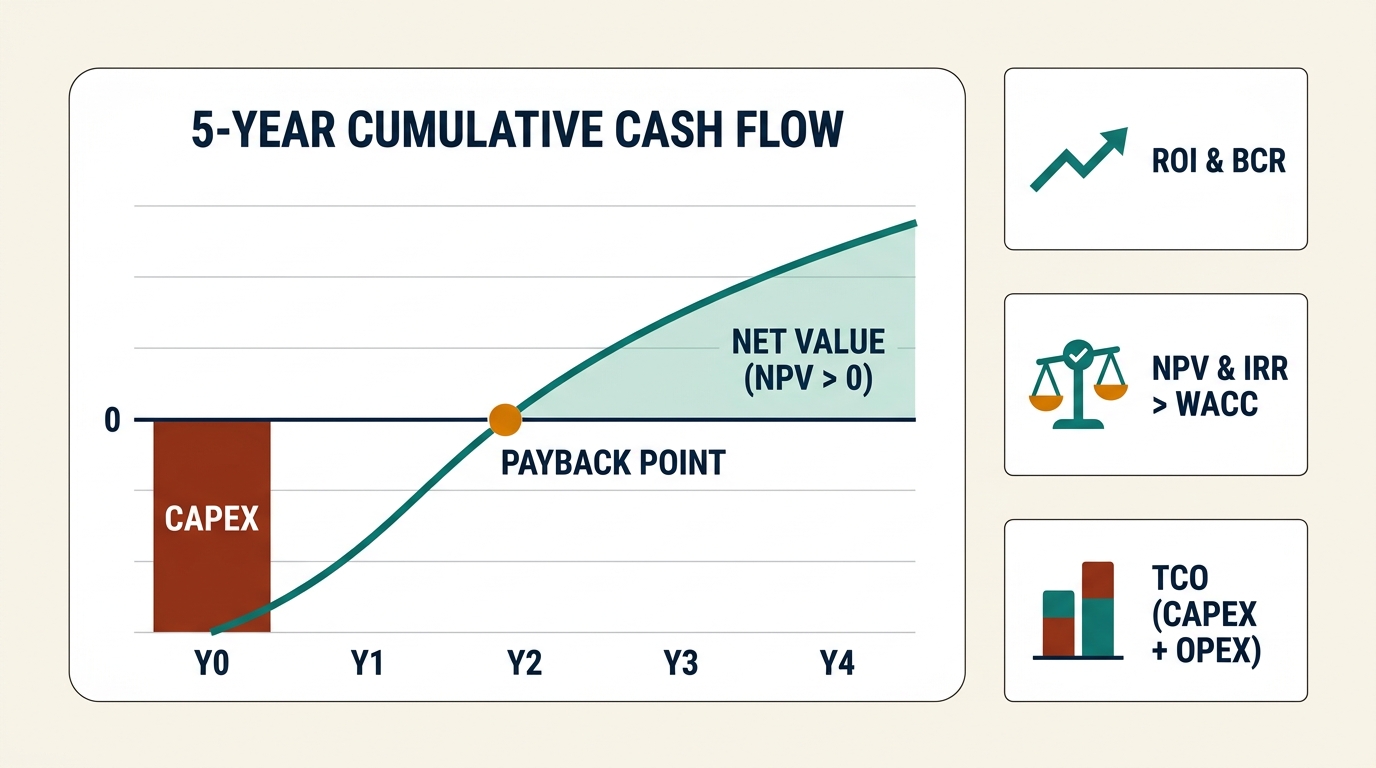 5-YEAR CUMULATIVE CASH FLOW
NET VALUE
(NPV > 0)
0
PAYBACK POINT
CAPEX
Y0 Y1 Y2 Y3 Y4
ROI & BCR
NPV & IRR
> WACC
TCO
(CAPEX
+ OPEX)